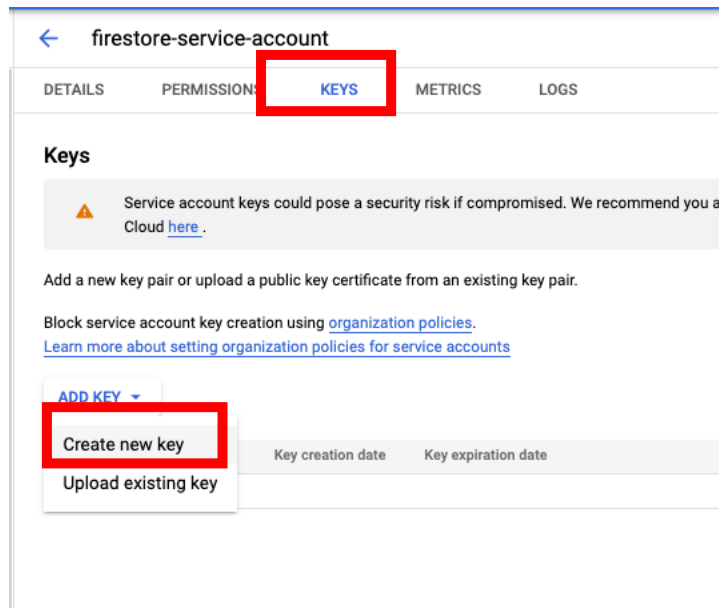 firestore-service-account
DETAILS PERMISSIONS KEYS METRICS LOGS
Keys
Service account keys could pose a security risk if compromised. We recommend you a
Cloud here .
Add a new key pair or upload a public key certificate from an existing key pair.
Block service account key creation using organization policies.
Learn more about setting organization policies for service accounts
ADD KEY
Create new key
Key creation date Key expiration date
Upload existing key